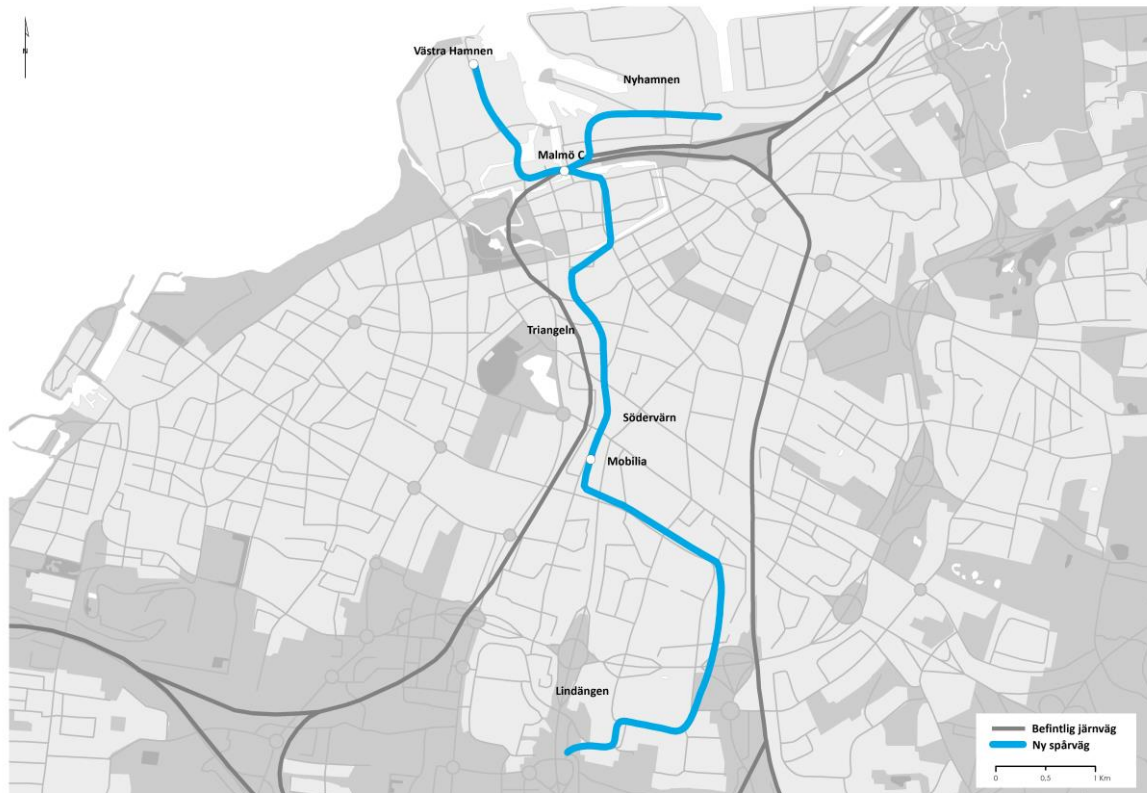 N
Västra Hamnen
Nyhamnen
Malmö C
Triangeln
Södervärn
Mobilia
Lindängen
Befintlig järnväg
Ny spårväg
0 0,5 1 Km